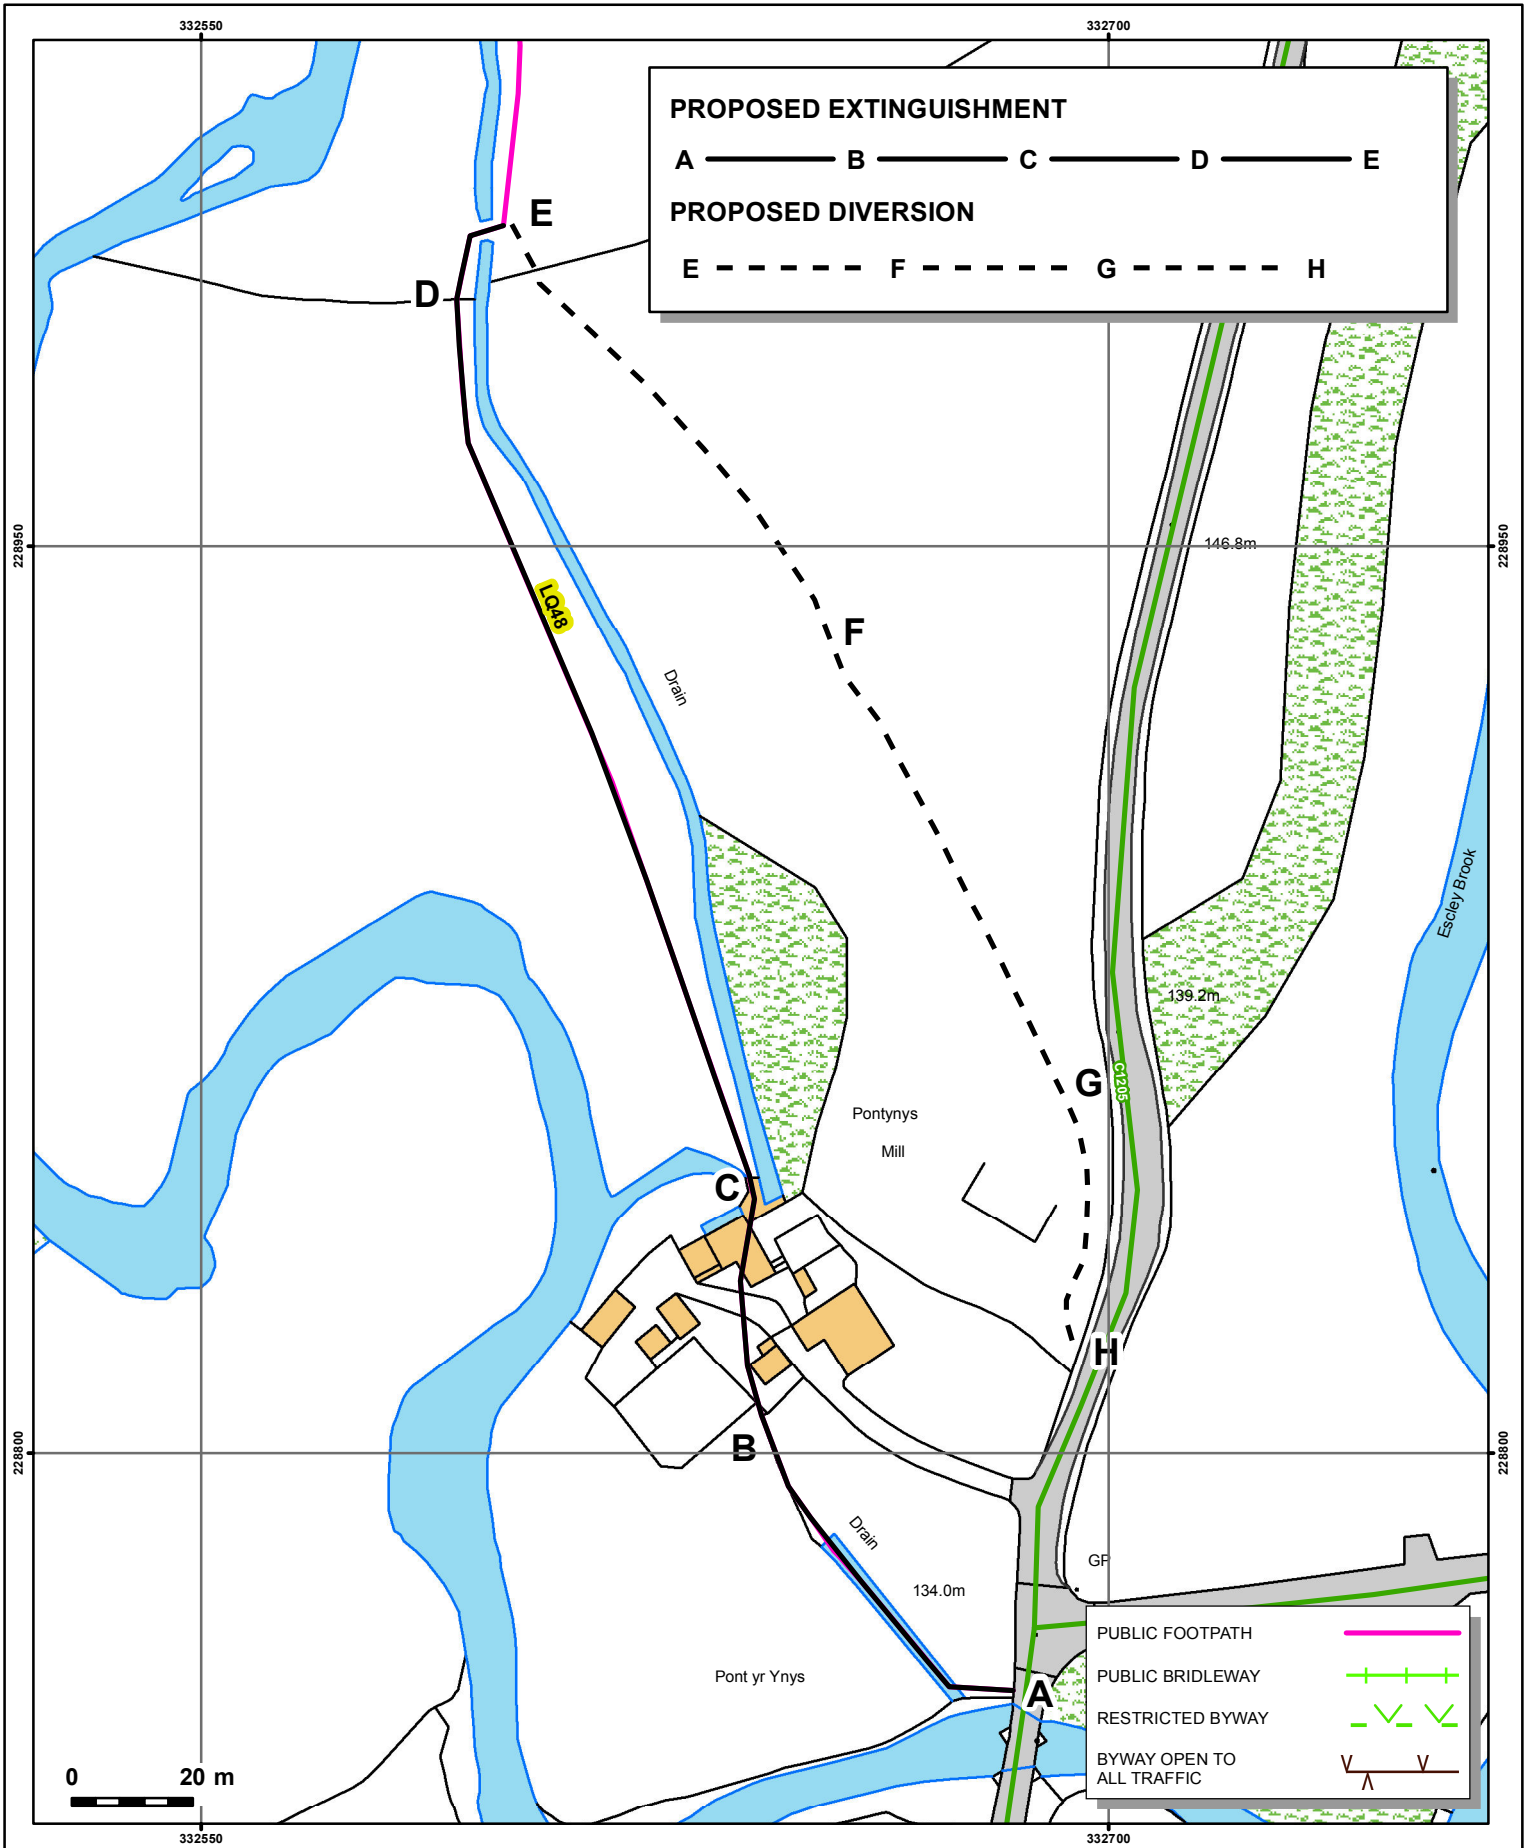 332550
332700
PROPOSED EXTINGUISHMENT
A B C D E
PROPOSED DIVERSION
E F G H
E
D
228950
228950
146.8m
LQ48
F
Drain
Escley Brook
139.2m
G
C1205
Pontynys
Mill
C
H
B
228800
228800
Drain
GP
134.0m
Pont yr Ynys
A
PUBLIC FOOTPATH
PUBLIC BRIDLEWAY
RESTRICTED BYWAY
BYWAY OPEN TO
ALL TRAFFIC
0 20 m
332550
332700